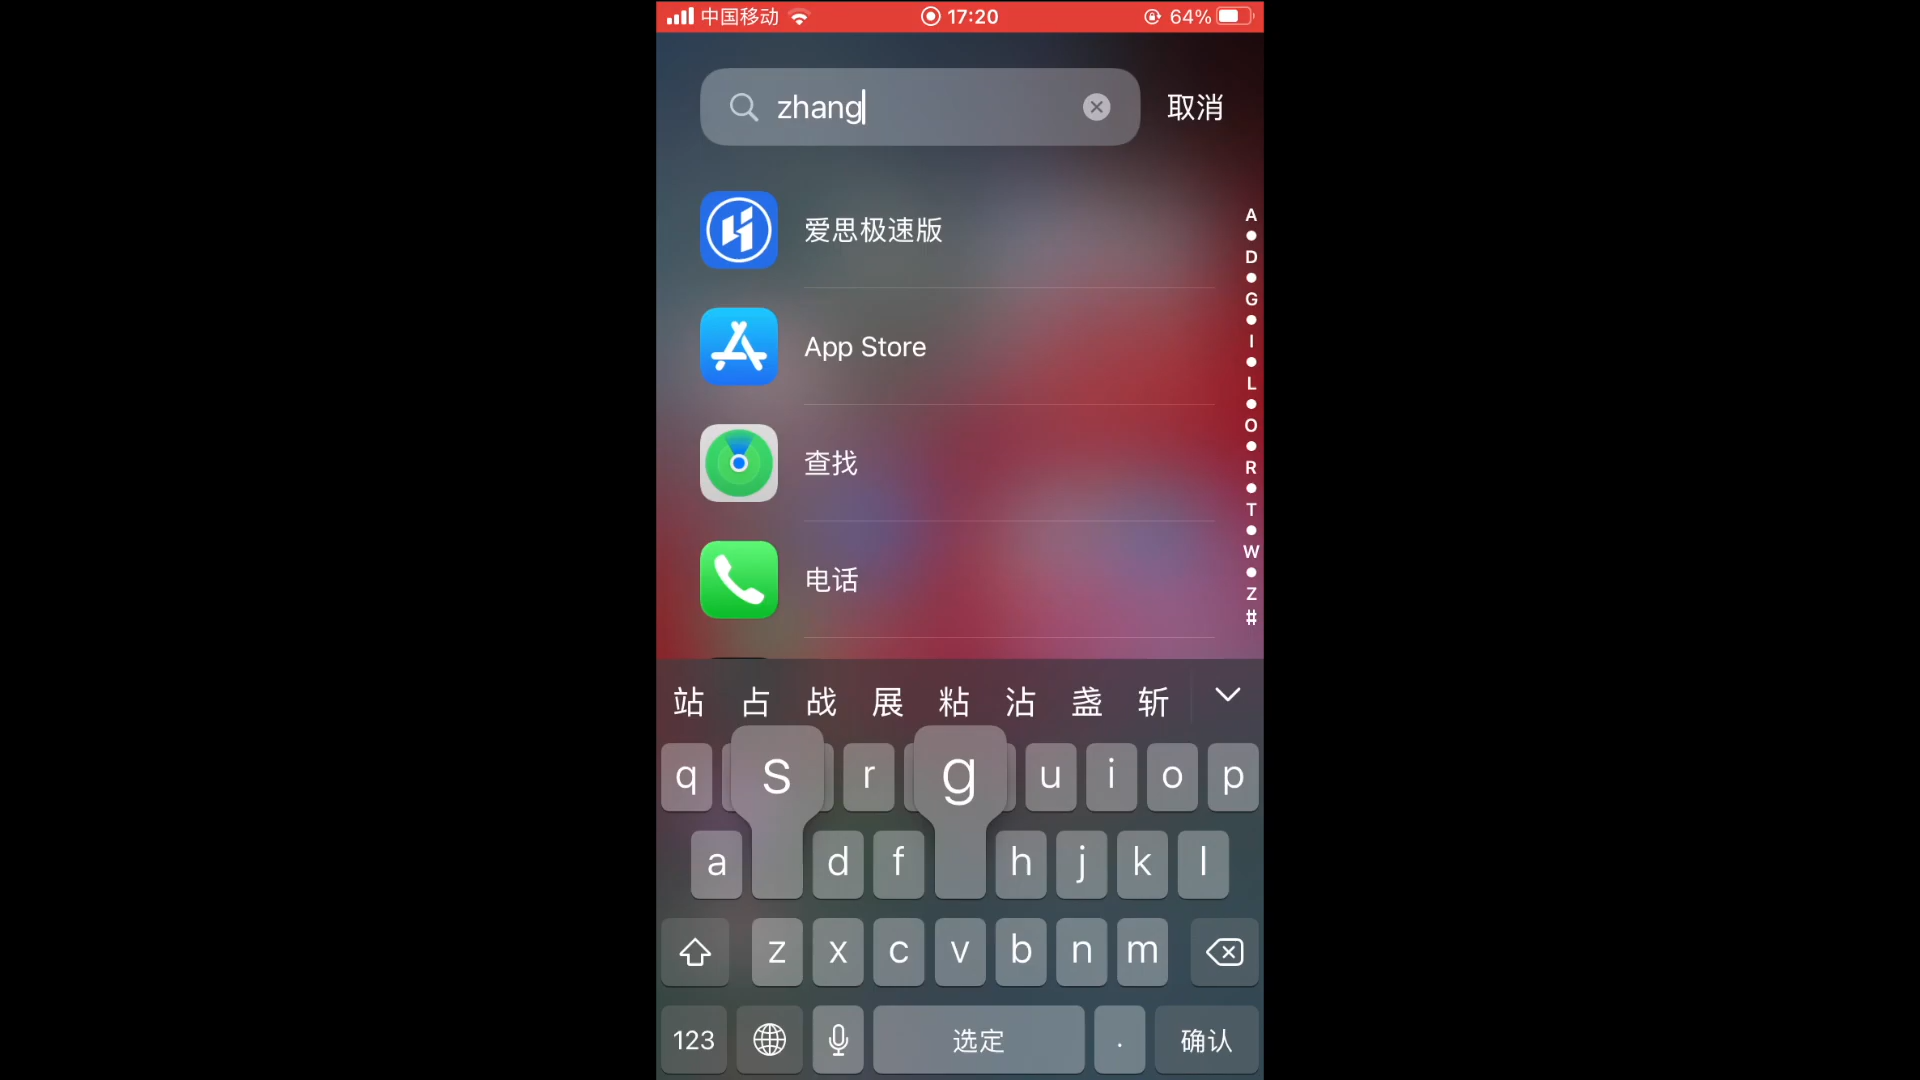 中国移动 17:20 64%
zhang 取消
爱思极速版
App Store
查找
电话
A
D
G
I
L
O
R
T
W
Z
#
站 占 战 展 粘 沾 盏 斩
q s r g u i o p
a d f h j k l
z x c v b n m
123 选定 . 确认